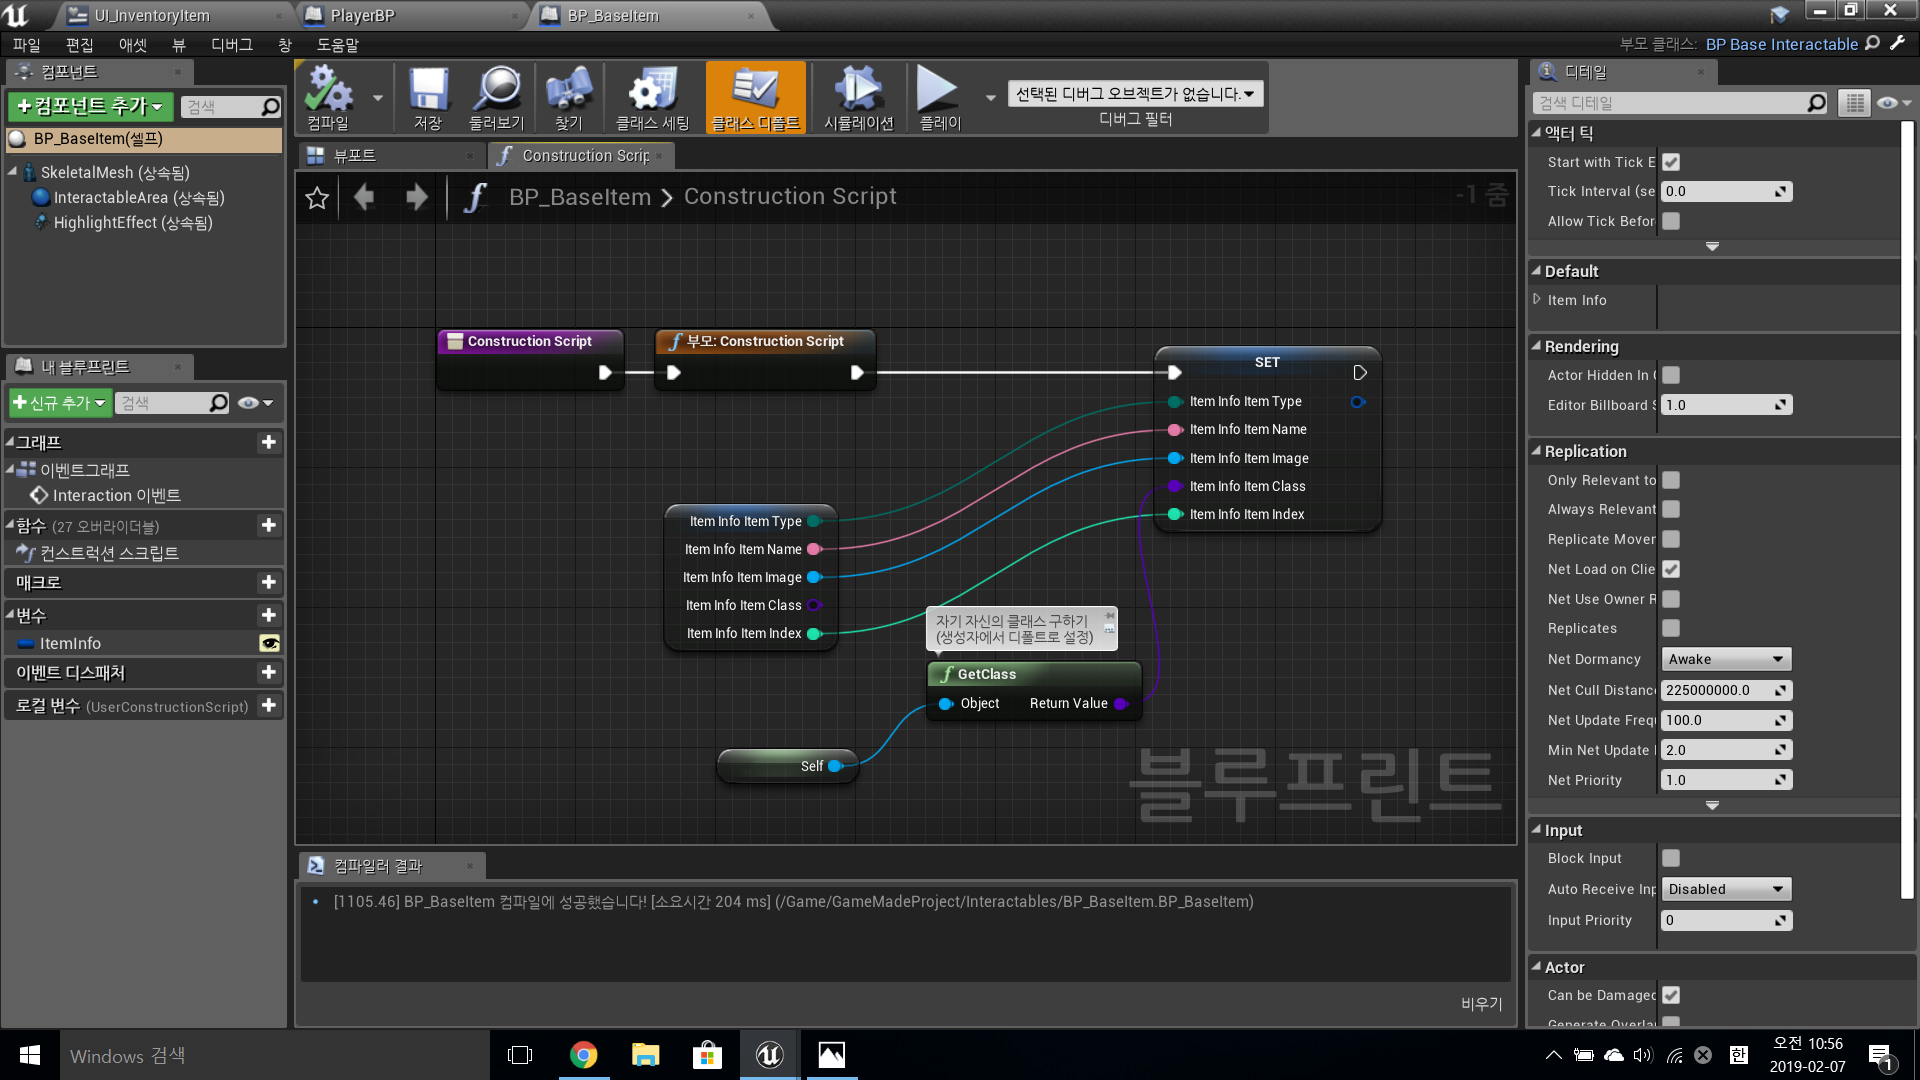 UI_InventoryItem
PlayerBP
BP_BaseItem
파일 편집 애셋 뷰 디버그 창 도움말
부모 클래스: BP Base Interactable
컴포넌트
+컴포넌트 추가
검색
BP_BaseItem(셀프)
SkeletalMesh (상속됨)
InteractableArea (상속됨)
HighlightEffect (상속됨)
내 블루프린트
+신규 추가
검색
그래프
이벤트그래프
Interaction 이벤트
함수 (27 오버라이더블)
컨스트럭션 스크립트
매크로
변수
ItemInfo
이벤트 디스패처
로컬 변수 (UserConstructionScript)
컴파일
저장
둘러보기
찾기
클래스 세팅
클래스 디폴트
시뮬레이션
플레이
선택된 디버그 오브젝트가 없습니다.
디버그 필터
뷰포트
Construction Scrip
BP_BaseItem > Construction Script
-1 줌
Construction Script
부모: Construction Script
SET
Item Info Item Type
Item Info Item Name
Item Info Item Image
Item Info Item Class
Item Info Item Index
Item Info Item Type
Item Info Item Name
Item Info Item Image
Item Info Item Class
Item Info Item Index
자기 자신의 클래스 구하기
(생성자에서 디폴트로 설정)
GetClass
Object Return Value
Self
블루프린트
컴파일러 결과
[1105.46] BP_BaseItem 컴파일에 성공했습니다! [소요시간 204 ms] (/Game/GameMadeProject/Interactables/BP_BaseItem.BP_BaseItem)
비우기
디테일
검색 디테일
액터 틱
Start with Tick E
Tick Interval (se 0.0
Allow Tick Befor
Default
Item Info
Rendering
Actor Hidden In
Editor Billboard 1.0
Replication
Only Relevant to
Always Relevant
Replicate Mover
Net Load on Clie
Net Use Owner R
Replicates
Net Dormancy Awake
Net Cull Distance 225000000.0
Net Update Freq 100.0
Min Net Update 2.0
Net Priority 1.0
Input
Block Input
Auto Receive Inp Disabled
Input Priority 0
Actor
Can be Damaged
Generate Overla
Windows 검색
한
오전 10:56
2019-02-07
1